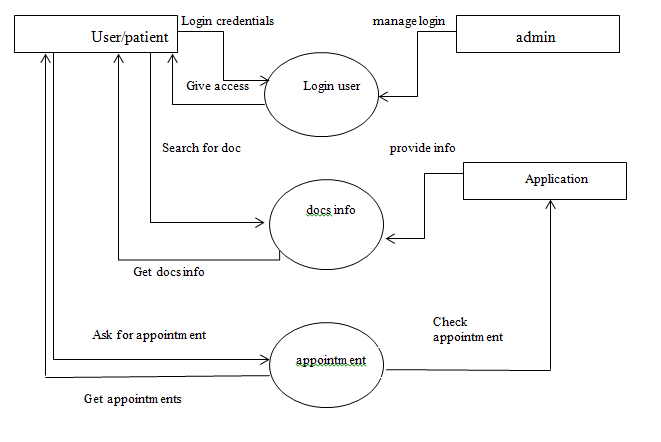 Login credentials
manage login
User/patient
admin
Give access
Login user
Search for doc
provide info
Application
docs info
Get docs info
Check
appointment
Ask for appointment
appointment
Get appointments